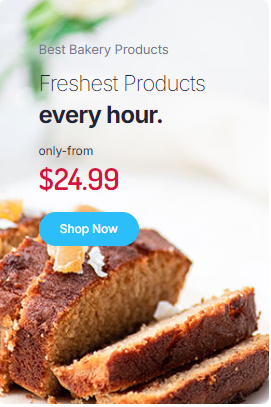 Best Bakery Products
Freshest Products
every hour.
only-from
$24.99
Shop Now